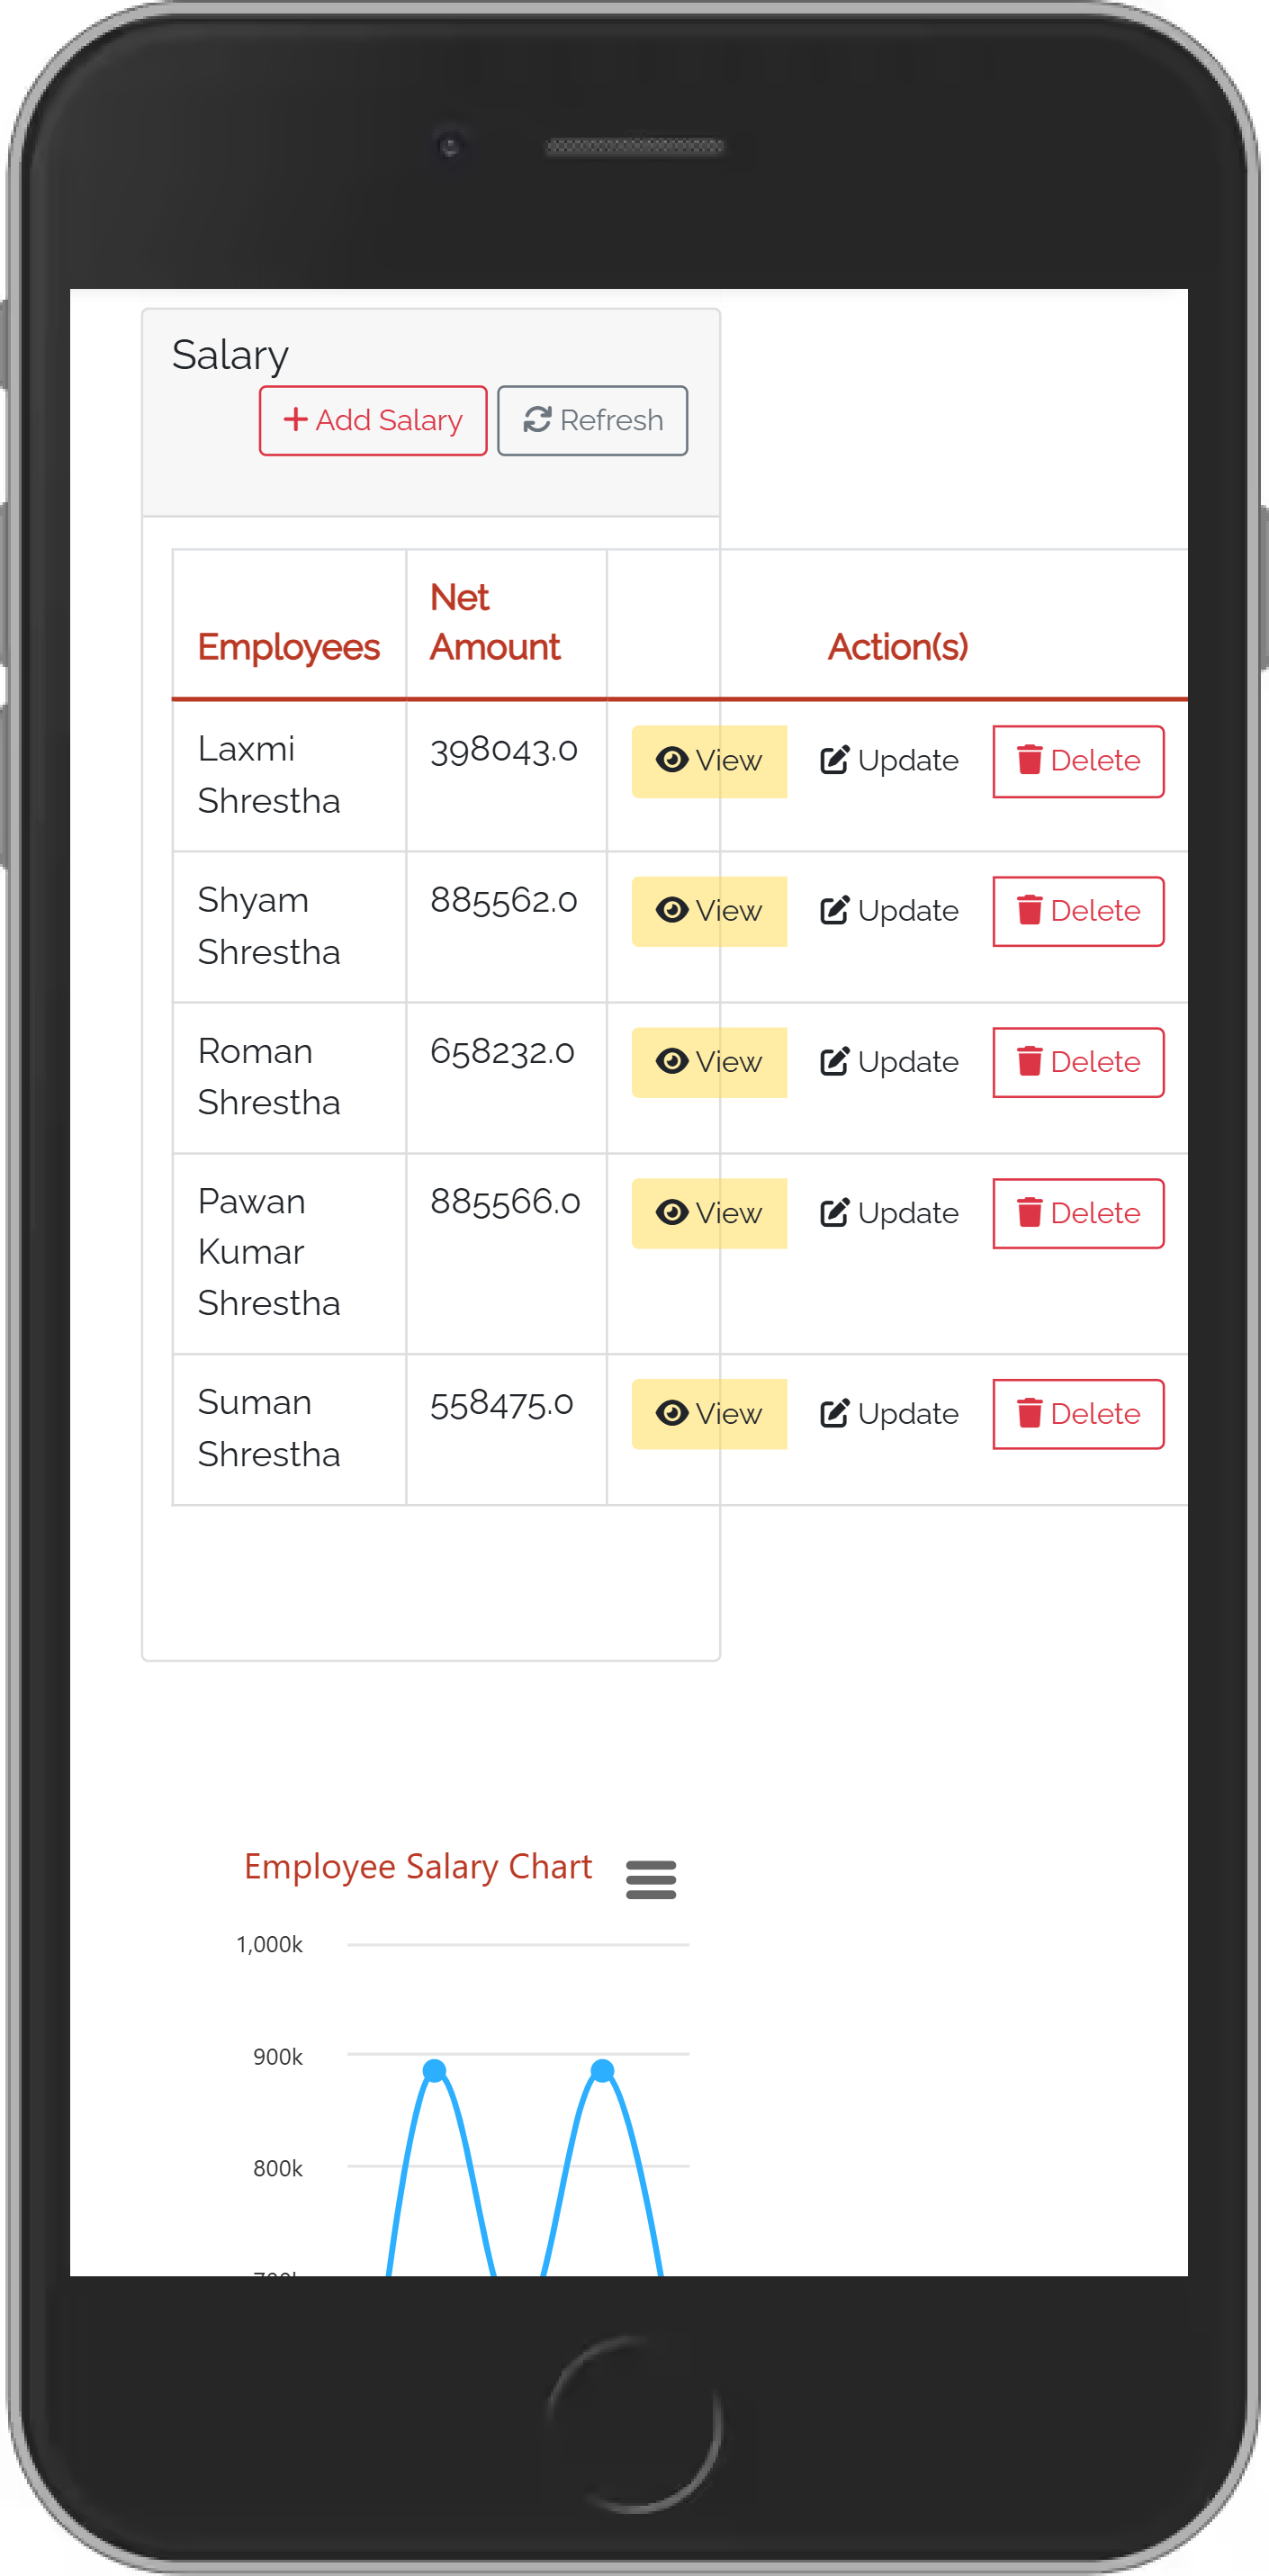 Salary
Add Salary Refresh
Net
Employees Amount Action(s)
Laxmi 398043.0 View Update Delete
Shrestha
Shyam 885562.0 View Update Delete
Shrestha
Roman 658232.0 View Update Delete
Shrestha
Pawan 885566.0 View Update Delete
Kumar
Shrestha
Suman 558475.0 View Update Delete
Shrestha
Employee Salary Chart
1,000k
900k
800k